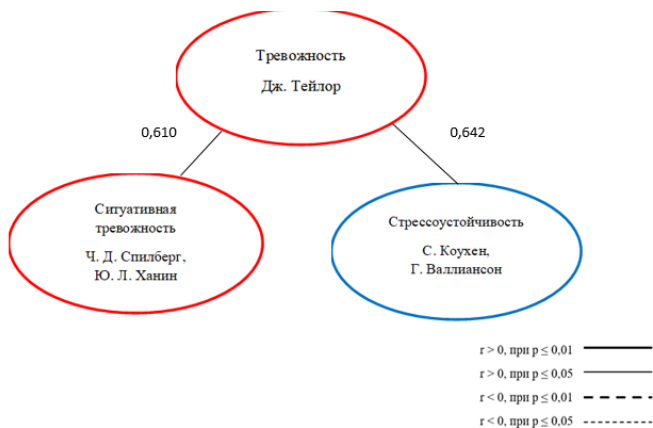 Тревожность
Дж. Тейлор
0,610
0,642
Ситуативная
тревожность
Ч. Д. Спилберг,
Ю. Л. Ханин
Стрессоустойчивость
С. Коухен,
Г. Валлиансон
r > 0, при p ≤ 0,01
r > 0, при p ≤ 0,05
r < 0, при p ≤ 0,01
r < 0, при p ≤ 0,05